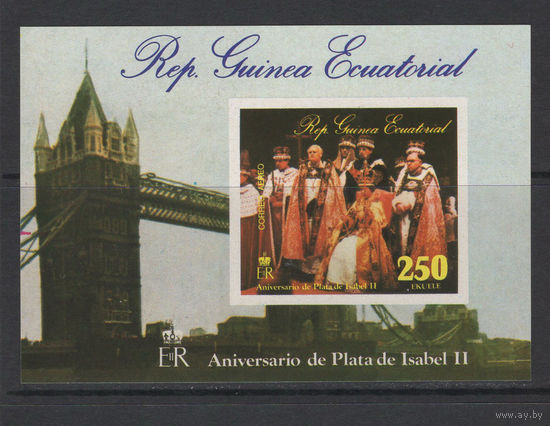 Rep. Guinea Ecuatorial
Rep. Guinea Ecuatorial
CORREO AEREO
EIIR
250
EKUELE
Aniversario de Plata de Isabel II
EIIR
Aniversario de Plata de Isabel II
www.ay.by